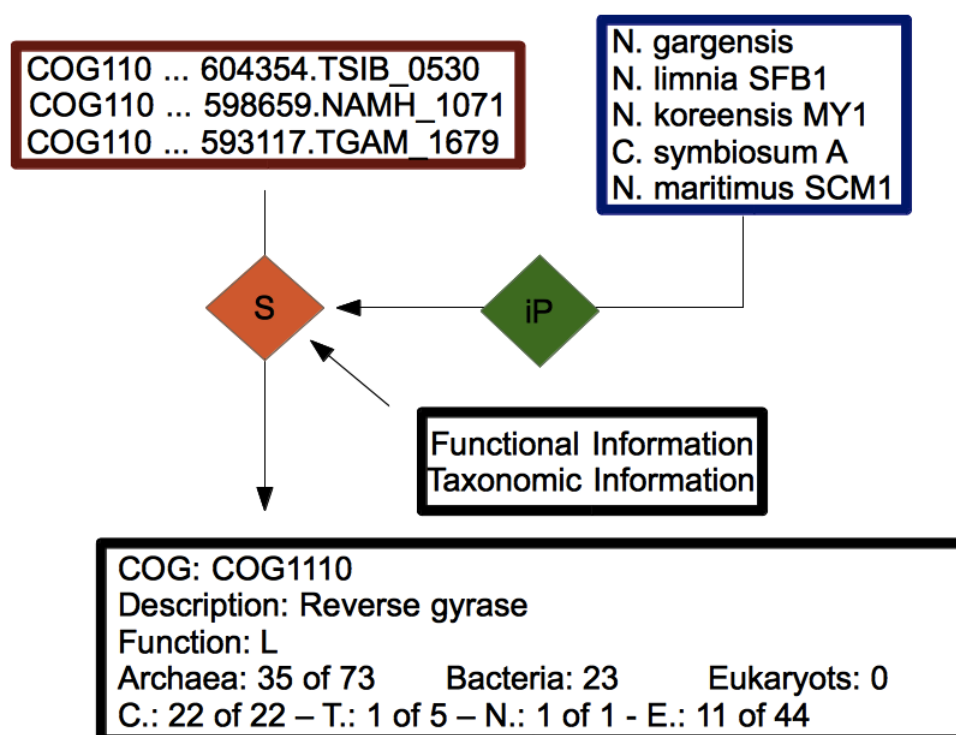 COG110 ... 604354.TSIB_0530
COG110 ... 598659.NAMH_1071
COG110 ... 593117.TGAM_1679
N. gargensis
N. limnia SFB1
N. koreensis MY1
C. symbiosum A
N. maritimus SCM1
S
iP
Functional Information
Taxonomic Information
COG: COG1110
Description: Reverse gyrase
Function: L
Archaea: 35 of 73 Bacteria: 23 Eukaryots: 0
C.: 22 of 22 – T.: 1 of 5 – N.: 1 of 1 - E.: 11 of 44